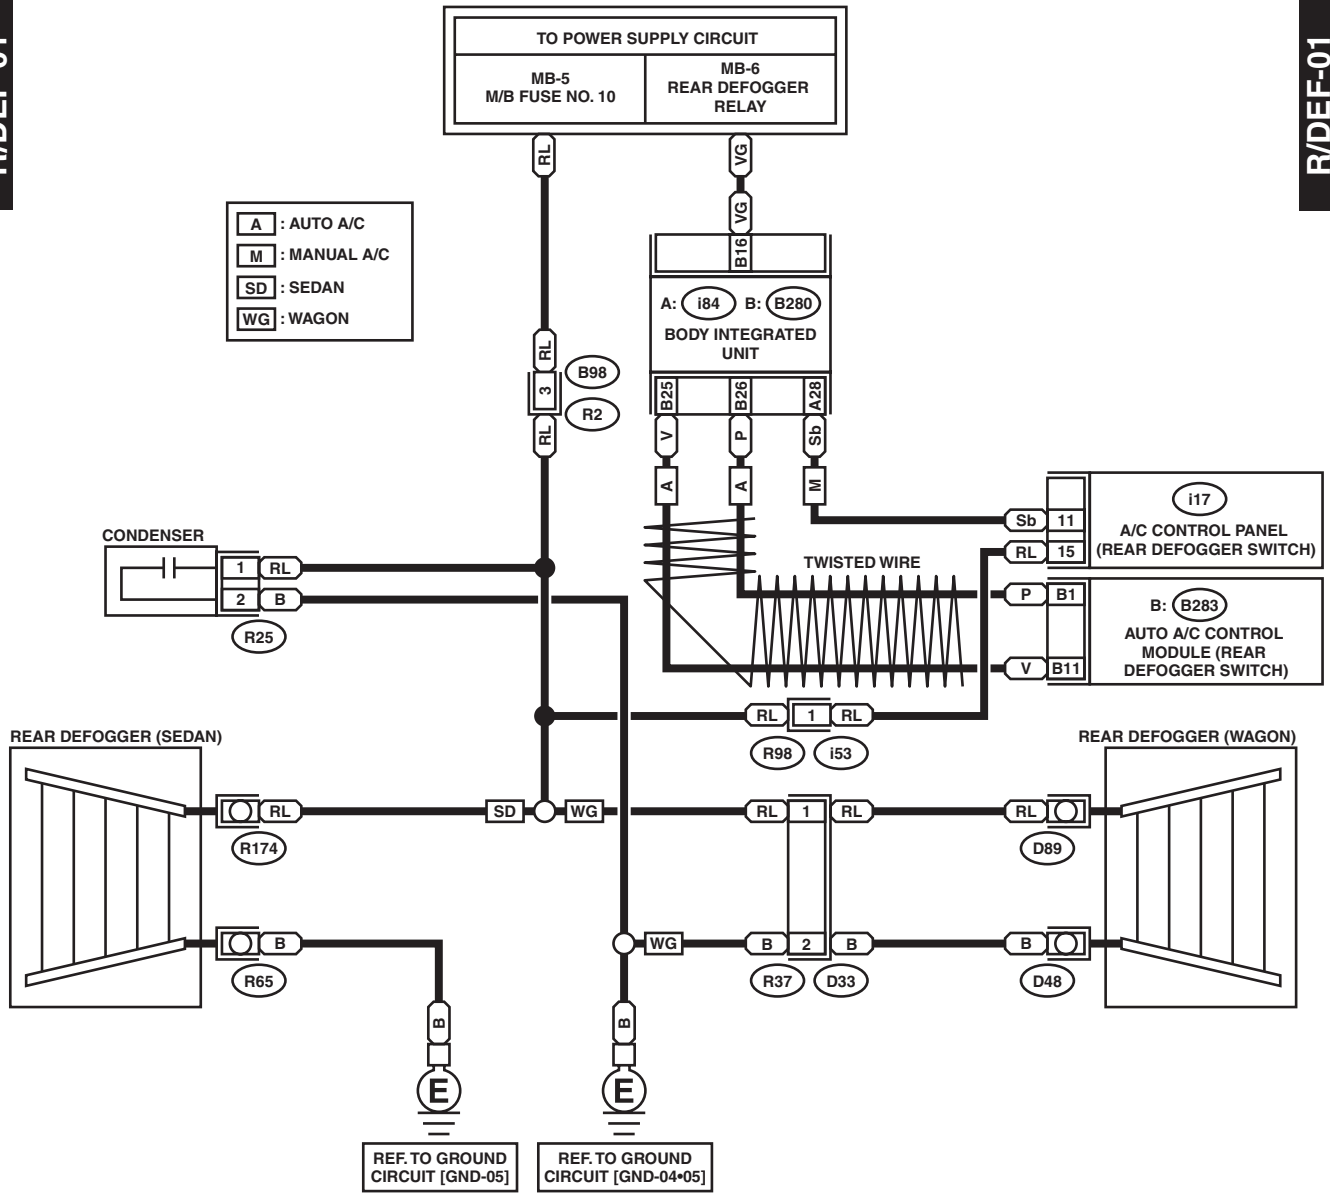 R/DEF-01
R/DEF-01
TO POWER SUPPLY CIRCUIT
MB-5
M/B FUSE NO. 10
MB-6
REAR DEFOGGER
RELAY
RL
VG
VG
B16
A : AUTO A/C
M : MANUAL A/C
SD : SEDAN
WG : WAGON
A: i84 B: B280
BODY INTEGRATED
UNIT
RL
3
RL
B98
R2
B25
B26
A28
V
P
Sb
A
A
M
i17
A/C CONTROL PANEL
(REAR DEFOGGER SWITCH)
Sb 11
RL 15
CONDENSER
1 RL
2 B
R25
TWISTED WIRE
P B1
V B11
B: B283
AUTO A/C CONTROL
MODULE (REAR
DEFOGGER SWITCH)
RL 1 RL
R98 i53
REAR DEFOGGER (SEDAN)
REAR DEFOGGER (WAGON)
RL
SD
WG
RL 1 RL
RL
R174
D89
B
WG
B 2 B
B
R65
R37 D33
D48
B
B
E
E
REF. TO GROUND
CIRCUIT [GND-05]
REF. TO GROUND
CIRCUIT [GND-04•05]